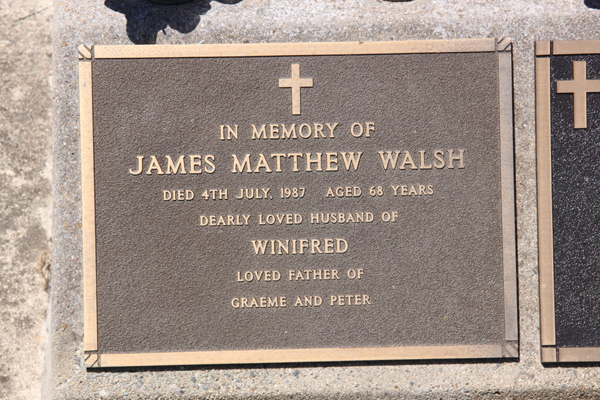 IN MEMORY OF
JAMES MATTHEW WALSH
DIED 4TH JULY, 1987 AGED 68 YEARS
DEARLY LOVED HUSBAND OF
WINIFRED
LOVED FATHER OF
GRAEME AND PETER